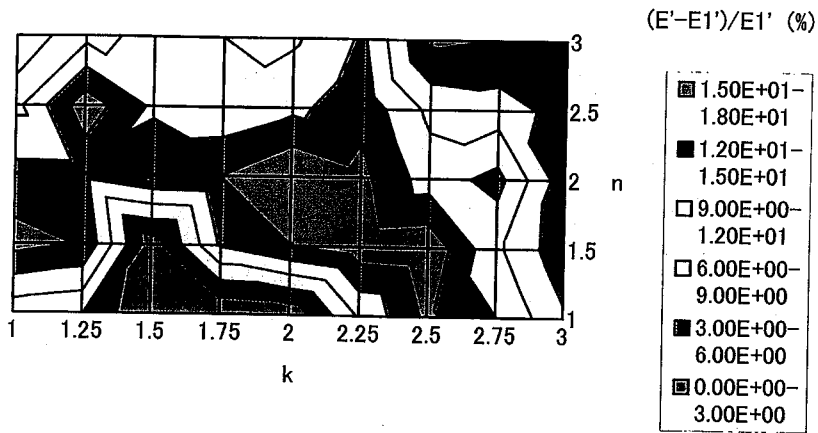 (E'-E1')/E1' (%)
3
2.5
2
n
1.5
1
1 1.25 1.5 1.75 2 2.25 2.5 2.75 3
k
1.50E+01-
1.80E+01
1.20E+01-
1.50E+01
9.00E+00-
1.20E+01
6.00E+00-
9.00E+00
3.00E+00-
6.00E+00
0.00E+00-
3.00E+00